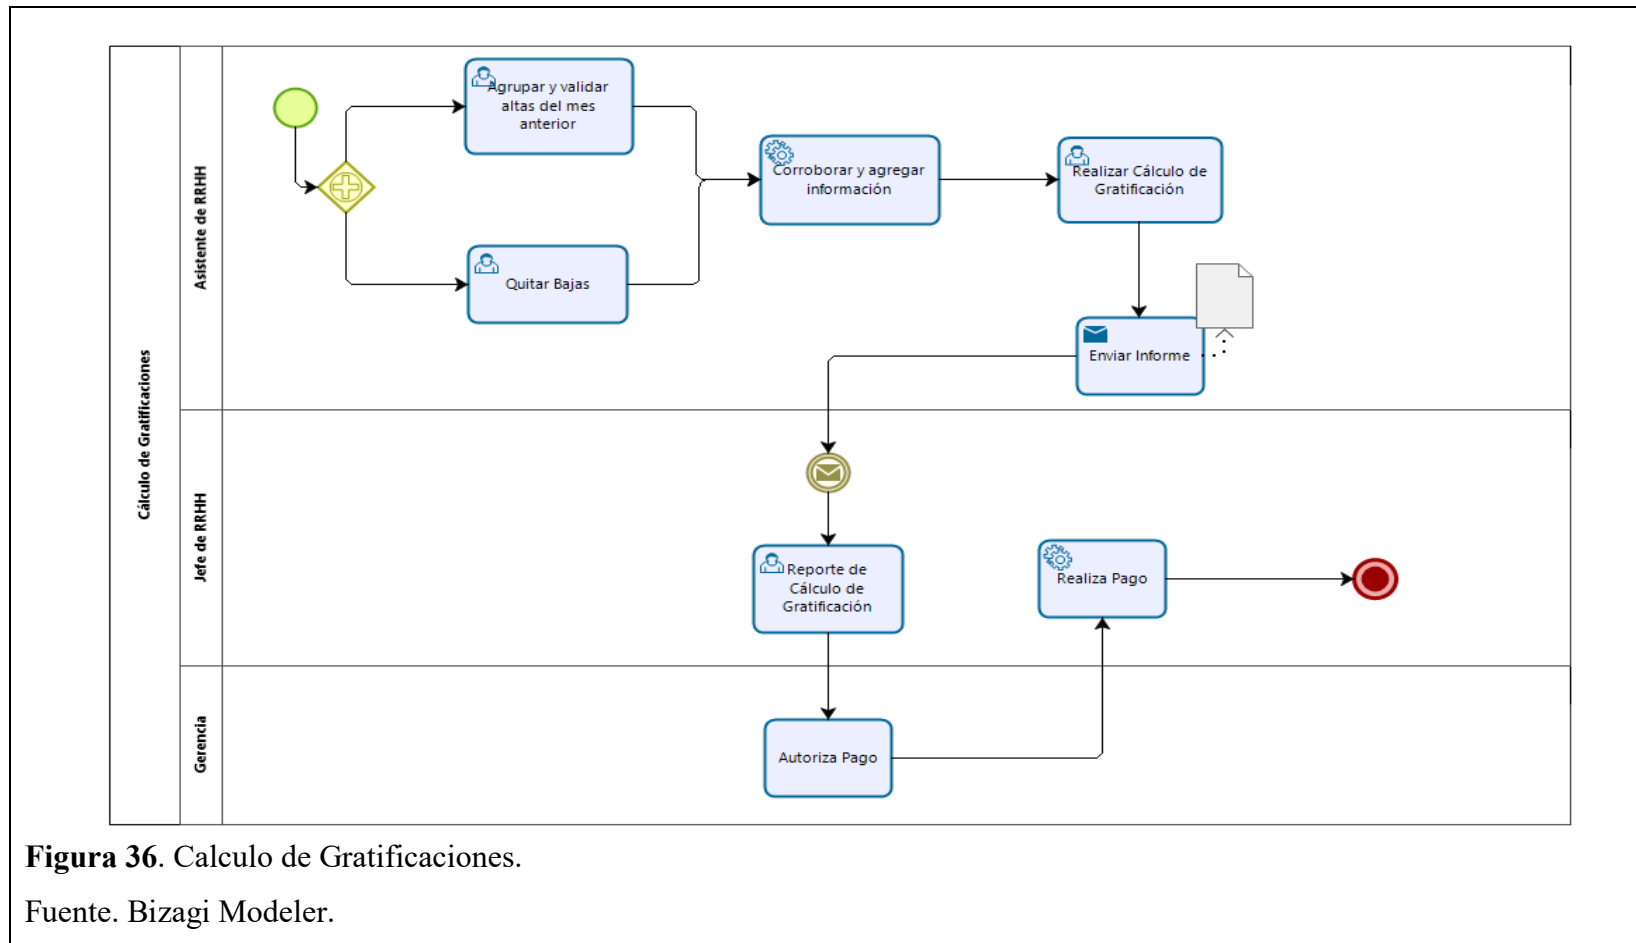 Cálculo de Gratificaciones
Asistente de RRHH
Agrupar y validar
altas del mes
anterior
Quitar Bajas
Corroborar y agregar
información
Realizar Cálculo de
Gratificación
Enviar Informe
Jefe de RRHH
Reporte de
Cálculo de
Gratificación
Realiza Pago
Gerencia
Autoriza Pago
Figura 36. Calculo de Gratificaciones.
Fuente. Bizagi Modeler.